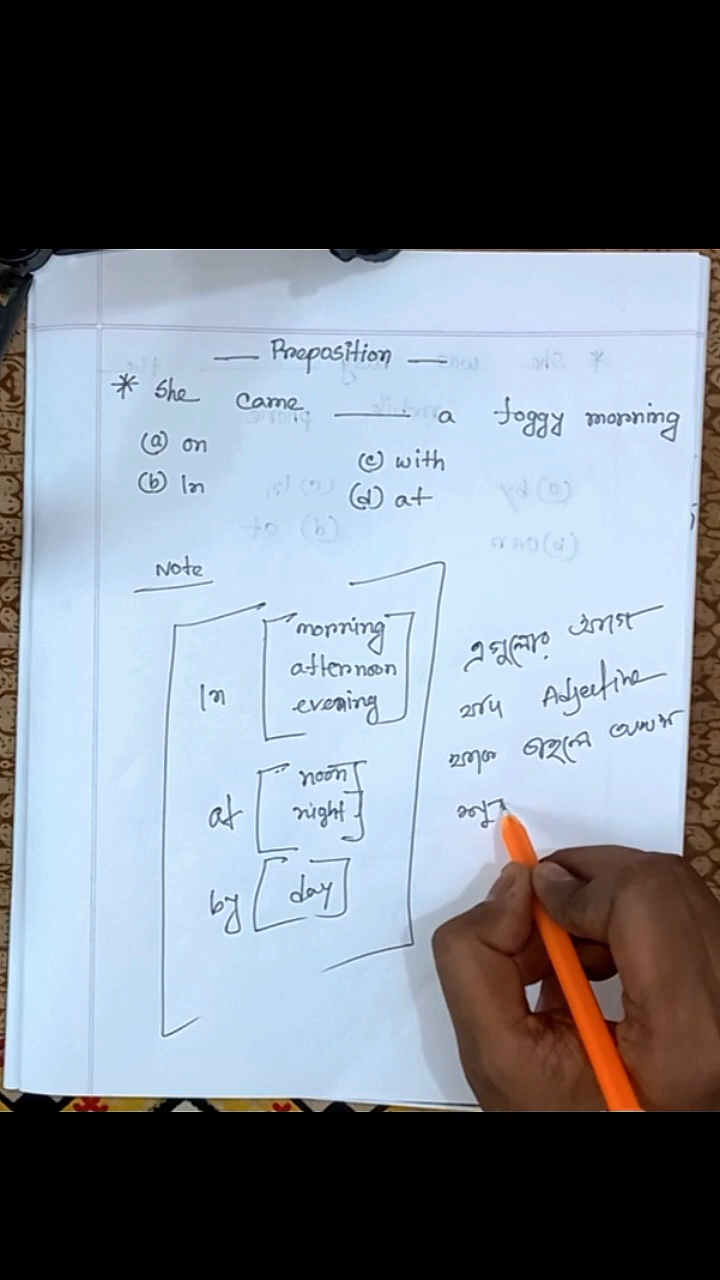 — Preposition —
* She came ____ a foggy morning
(a) on
(c) with
(b) In
(d) at
Note
In [morning
afternoon
evening]
at [noon
night]
by [day]
এগুলোর আগে
যদি Adjective
থাকে তাহলে